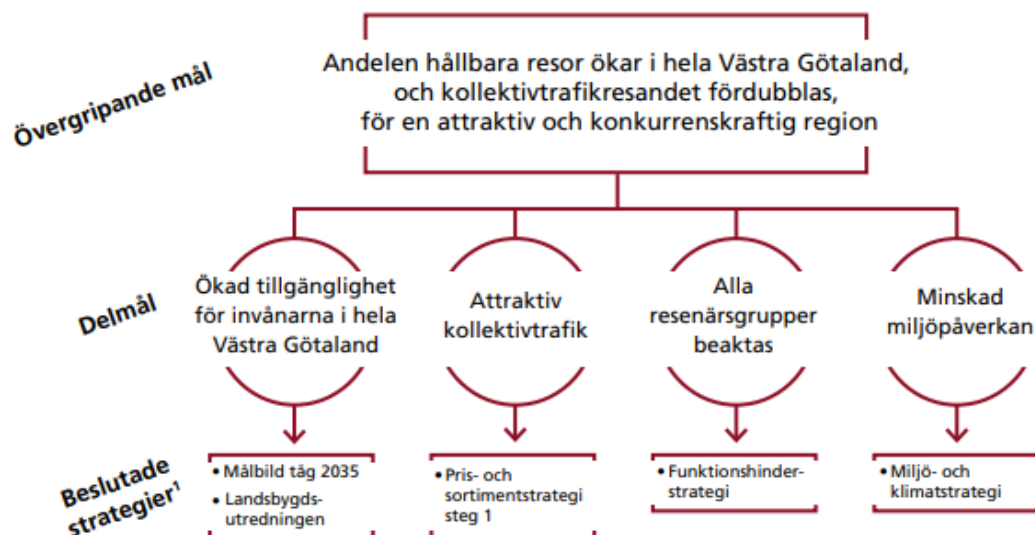 Övergripande mål
Andelen hållbara resor ökar i hela Västra Götaland,
och kollektivtrafikresandet fördubblas,
för en attraktiv och konkurrenskraftig region
Delmål
Ökad tillgänglighet
för invånarna i hela
Västra Götaland
Attraktiv
kollektivtrafik
Alla
resenärsgrupper
beaktas
Minskad
miljöpåverkan
Beslutade
strategier¹
• Målbild tåg 2035
• Landsbygds-
utredningen
• Pris- och
sortimentstrategi
steg 1
• Funktionshinder-
strategi
• Miljö- och
klimatstrategi